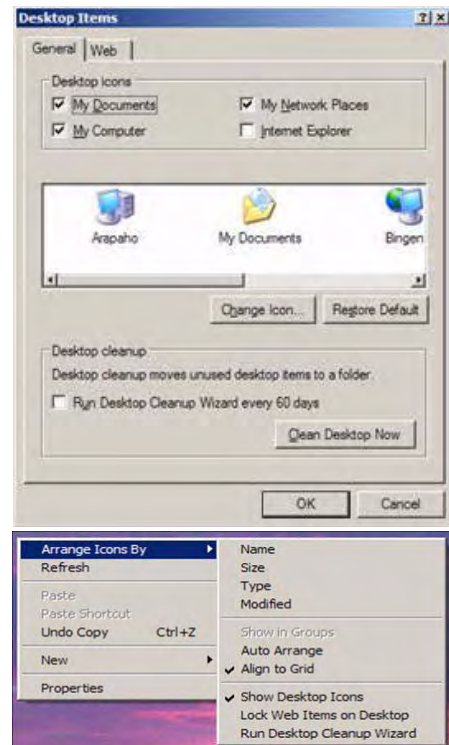 Desktop Items
General Web
Desktop icons
My Documents My Network Places
My Computer Internet Explorer
Arapaho My Documents Bingen
Change Icon... Restore Default
Desktop cleanup
Desktop cleanup moves unused desktop items to a folder.
Run Desktop Cleanup Wizard every 60 days
Clean Desktop Now
OK Cancel
Arrange Icons By
Refresh
Paste
Paste Shortcut
Undo Copy Ctrl+Z
New
Properties
Name
Size
Type
Modified
Show in Groups
Auto Arrange
Align to Grid
Show Desktop Icons
Lock Web Items on Desktop
Run Desktop Cleanup Wizard